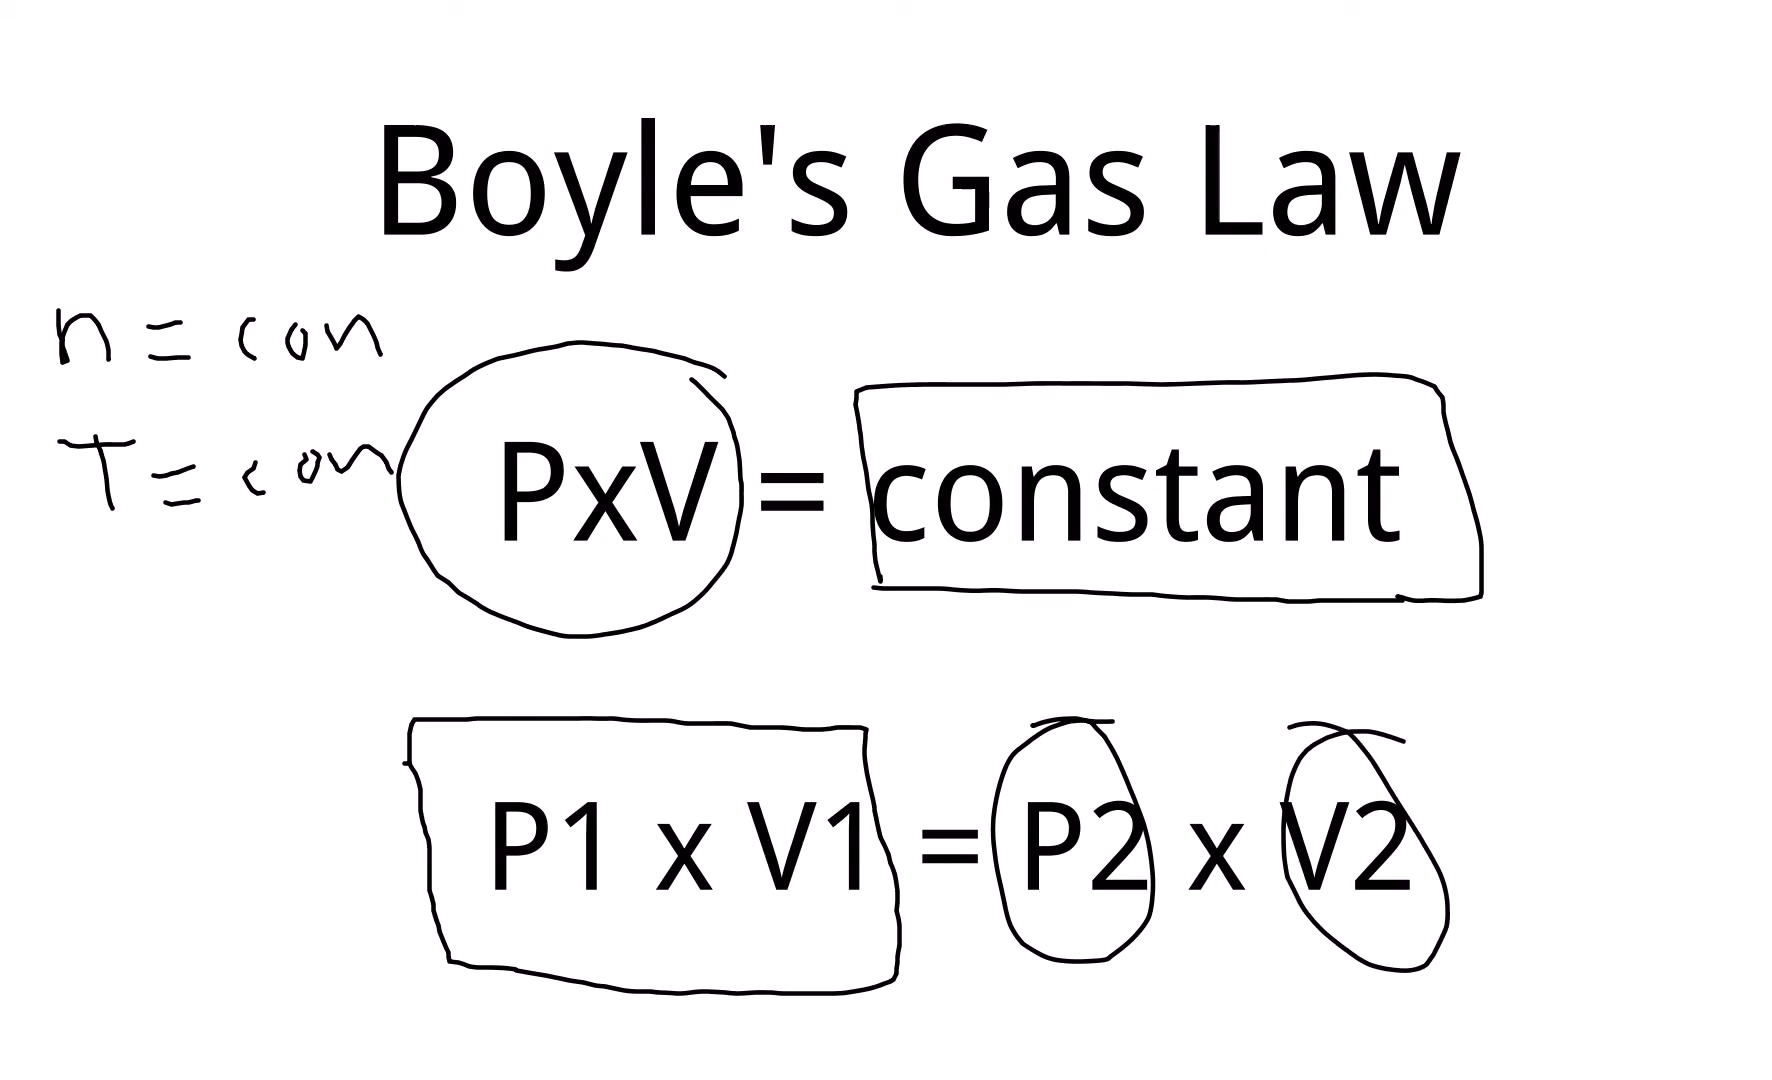 Boyle's Gas Law
n = con
T = con
PxV = constant
P1 x V1 = P2 x V2